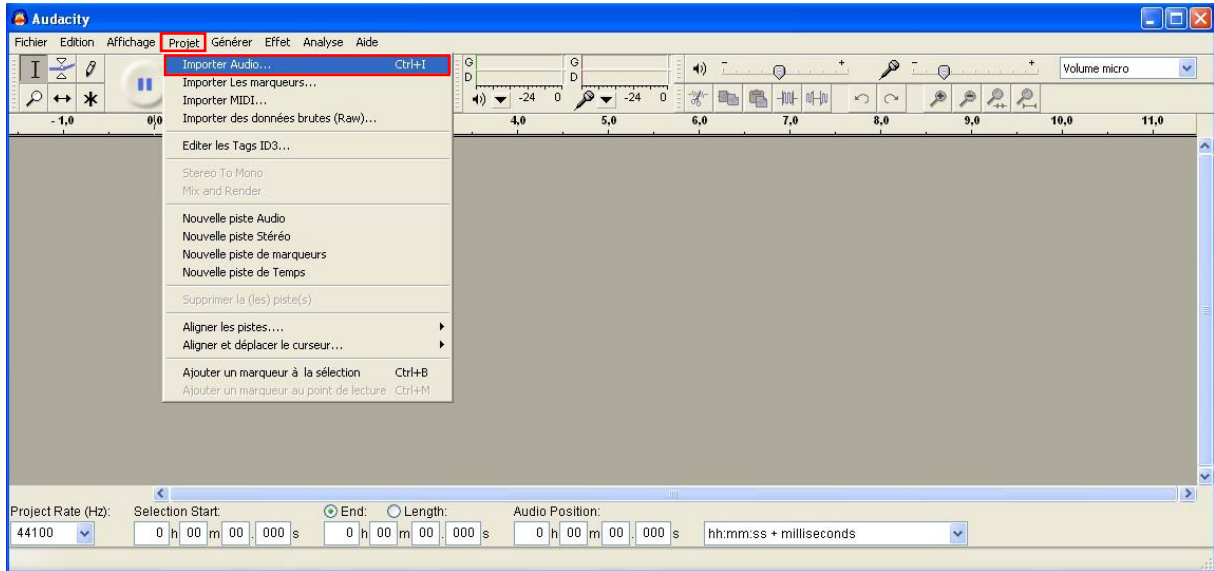 Audacity
Fichier Edition Affichage Projet Générer Effet Analyse Aide
Importer Audio... Ctrl+I
Importer Les marqueurs...
Importer MIDI...
Importer des données brutes (Raw)...
Editer les Tags ID3...
Stereo To Mono
Mix and Render
Nouvelle piste Audio
Nouvelle piste Stéréo
Nouvelle piste de marqueurs
Nouvelle piste de Temps
Supprimer la (les) piste(s)
Aligner les pistes....
Aligner et déplacer le curseur...
Ajouter un marqueur à la sélection Ctrl+B
Ajouter un marqueur au point de lecture Ctrl+M
G G
D D
-24 0 -24 0
- + - +
Volume micro
- 1,0 0,0 4,0 5,0 6,0 7,0 8,0 9,0 10,0 11,0
Project Rate (Hz): Selection Start: End: Length: Audio Position:
44100 0 h 00 m 00 . 000 s 0 h 00 m 00 . 000 s 0 h 00 m 00 . 000 s hh:mm:ss + milliseconds